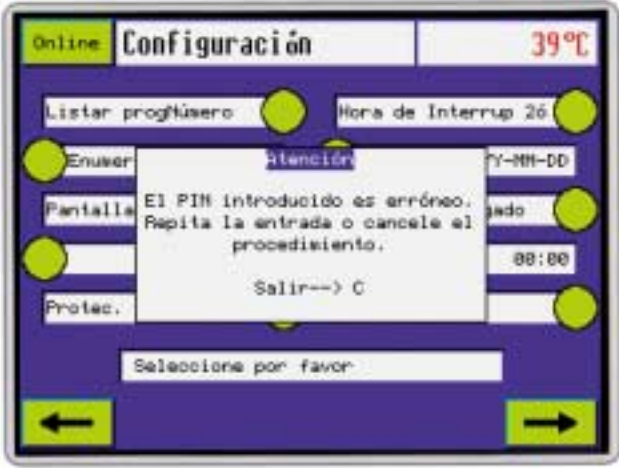 Online
Configuración
39°C
Listar progNúmero
Hora de Interrup 26
Enumer
Y-MM-DD
Atención
Pantalla
El PIN introducido es erróneo.
Repita la entrada o cancele el
procedimiento.
gado
00:00
Salir--> C
Protec.
Seleccione por favor